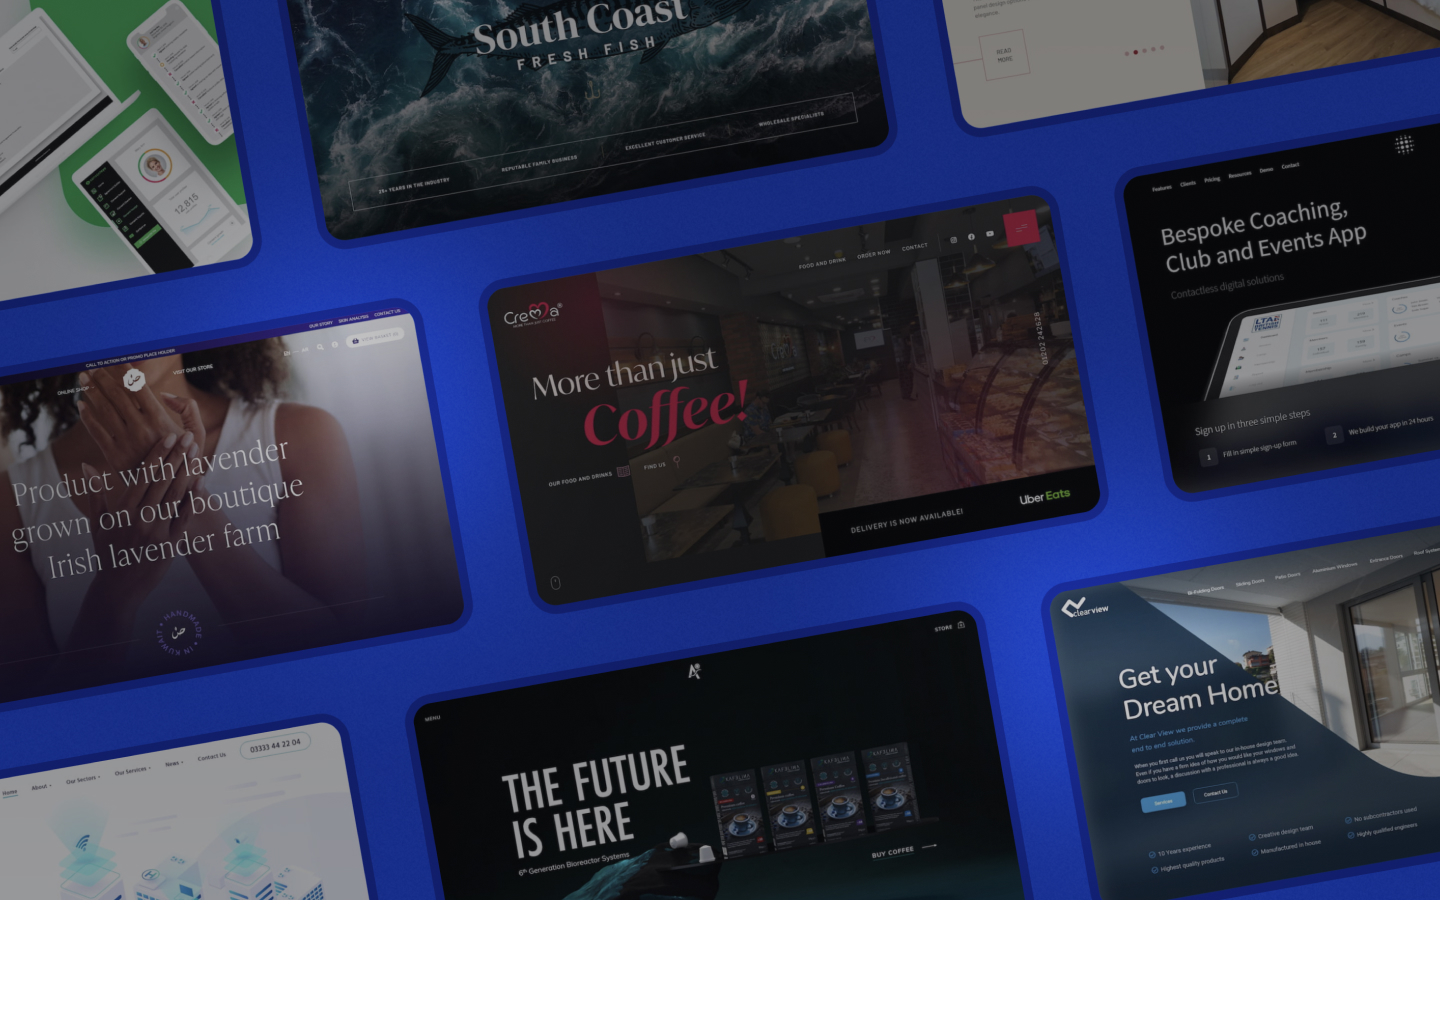 12,815
South Coast
FRESH FISH
25+ YEARS IN THE INDUSTRY
REPUTABLE FAMILY BUSINESS
EXCELLENT CUSTOMER SERVICE
WHOLESALE SPECIALISTS
elegance.
READ
MORE
CALL TO ACTION OR PROMO PLACE HOLDER
OUR STORY SKIN ANALYSIS CONTACT US
ONLINE SHOP
VISIT OUR STORE
Product with lavender
grown on our boutique
Irish lavender farm
HANDMADE • IN KUWAIT •
Crema®
MORE THAN JUST COFFEE
FOOD AND DRINK ORDER NOW CONTACT
01202 242628
More than just
Coffee!
OUR FOOD AND DRINKS
FIND US
DELIVERY IS NOW AVAILABLE!
Uber Eats
Features Clients Pricing Resources Demo Contact
Bespoke Coaching,
Club and Events App
Contactless digital solutions
LTAE
Sign up in three simple steps
1 Fill in simple sign-up form
2 We build your app in 24 hours
Home About Our Sectors Our Services News Contact Us
03333 44 22 04
MENU
STORE
THE FUTURE
IS HERE
6th Generation Bioreactor Systems
BUY COFFEE
clearview
Bi-Folding Doors Sliding Doors Patio Doors Aluminium Windows Entrance Doors Roof System
Get your
Dream Home
At Clear View we provide a complete
end to end solution.
When you first call us you will speak to our in-house design team.
Even if you have a firm idea of how you would like your windows and
doors to look, a discussion with a professional is always a good idea.
Services
Contact Us
10 Years experience
Creative design team
No subcontractors used
Highest quality products
Manufactured in house
Highly qualified engineers